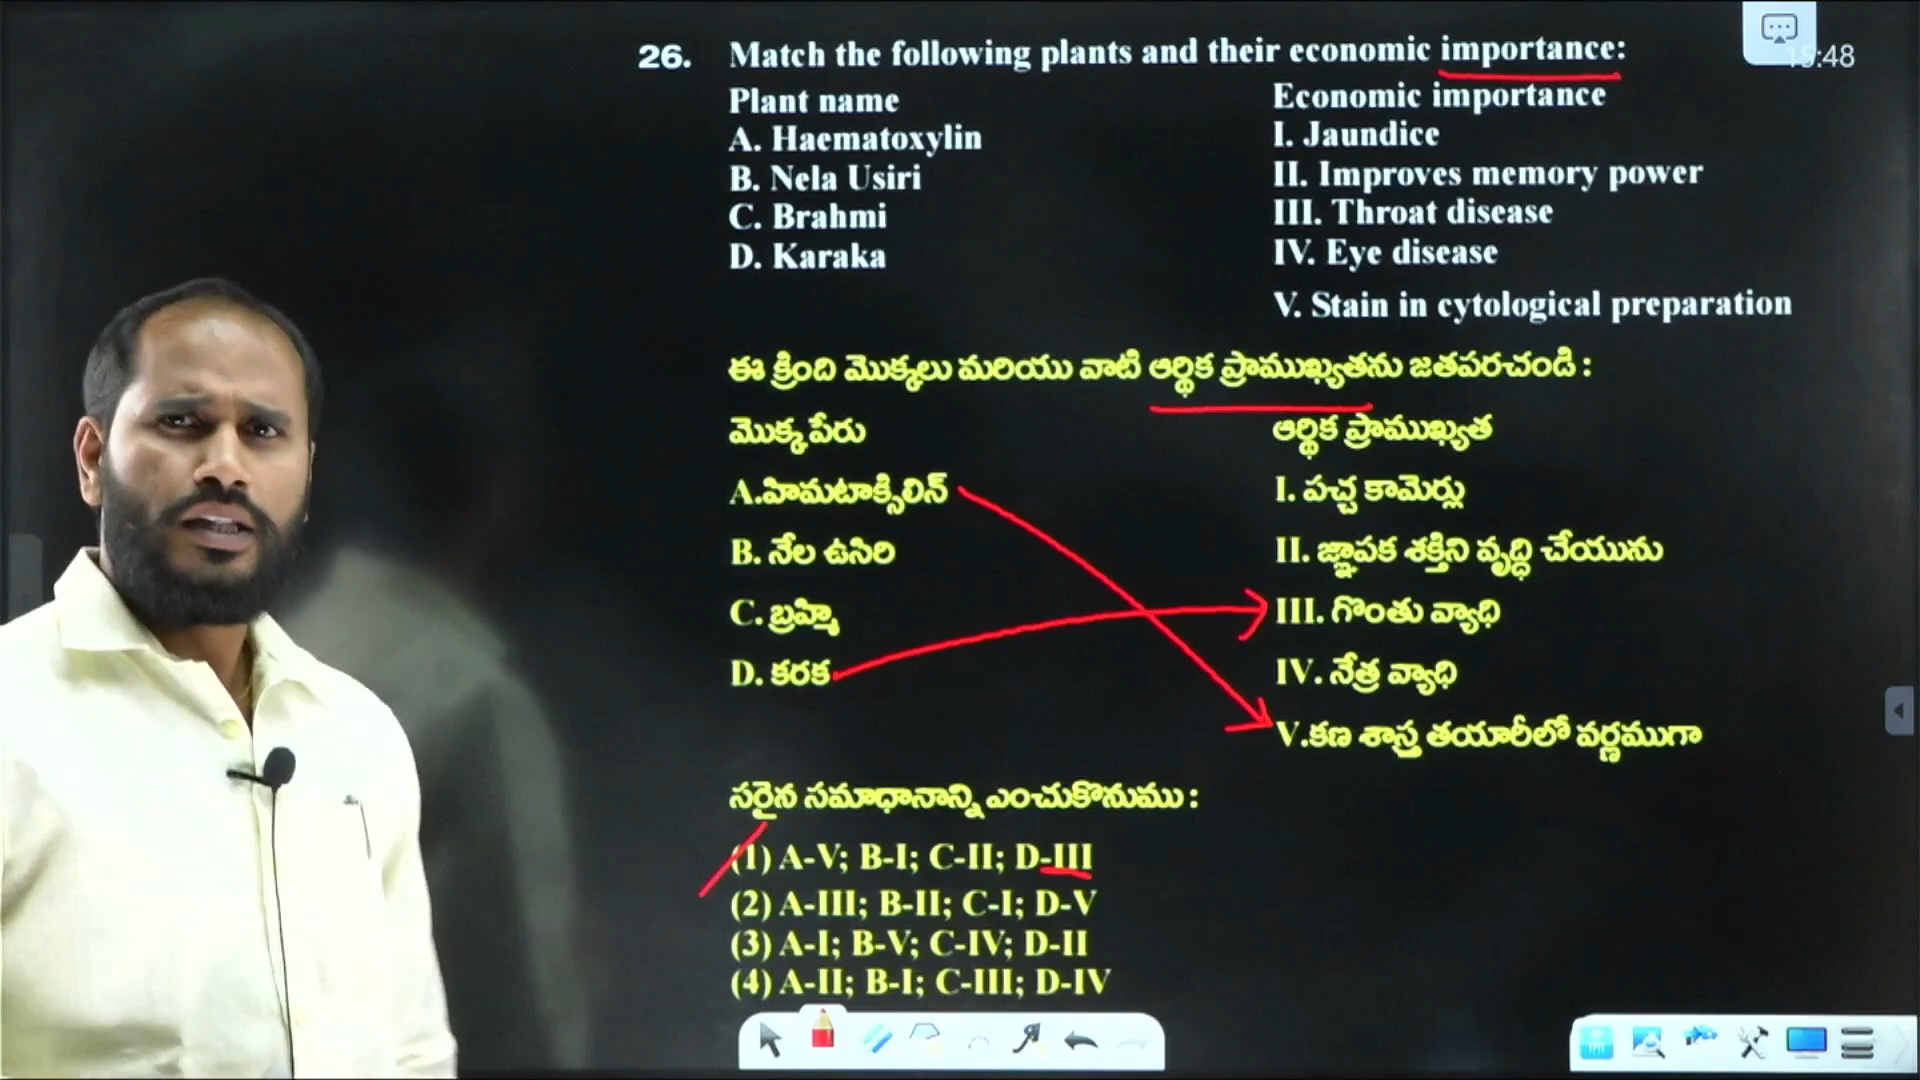 15:48
26. Match the following plants and their economic importance:
Plant name Economic importance
A. Haematoxylin I. Jaundice
B. Nela Usiri II. Improves memory power
C. Brahmi III. Throat disease
D. Karaka IV. Eye disease
V. Stain in cytological preparation
ఈ క్రింది మొక్కలు మరియు వాటి ఆర్థిక ప్రాముఖ్యతను జతపరచండి :
మొక్కపేరు ఆర్థిక ప్రాముఖ్యత
A.హెమటాక్సిలిన్ I. పచ్చ కామెర్లు
B. నేల ఉసిరి II. జ్ఞాపక శక్తిని వృద్ధి చేయును
C. బ్రహ్మి III. గొంతు వ్యాధి
D. కరక IV. నేత్ర వ్యాధి
V.కణ శాస్త్ర తయారీలో వర్ణముగా
సరైన సమాధానాన్ని ఎంచుకొనుము :
(1) A-V; B-I; C-II; D-III
(2) A-III; B-II; C-I; D-V
(3) A-I; B-V; C-IV; D-II
(4) A-II; B-I; C-III; D-IV